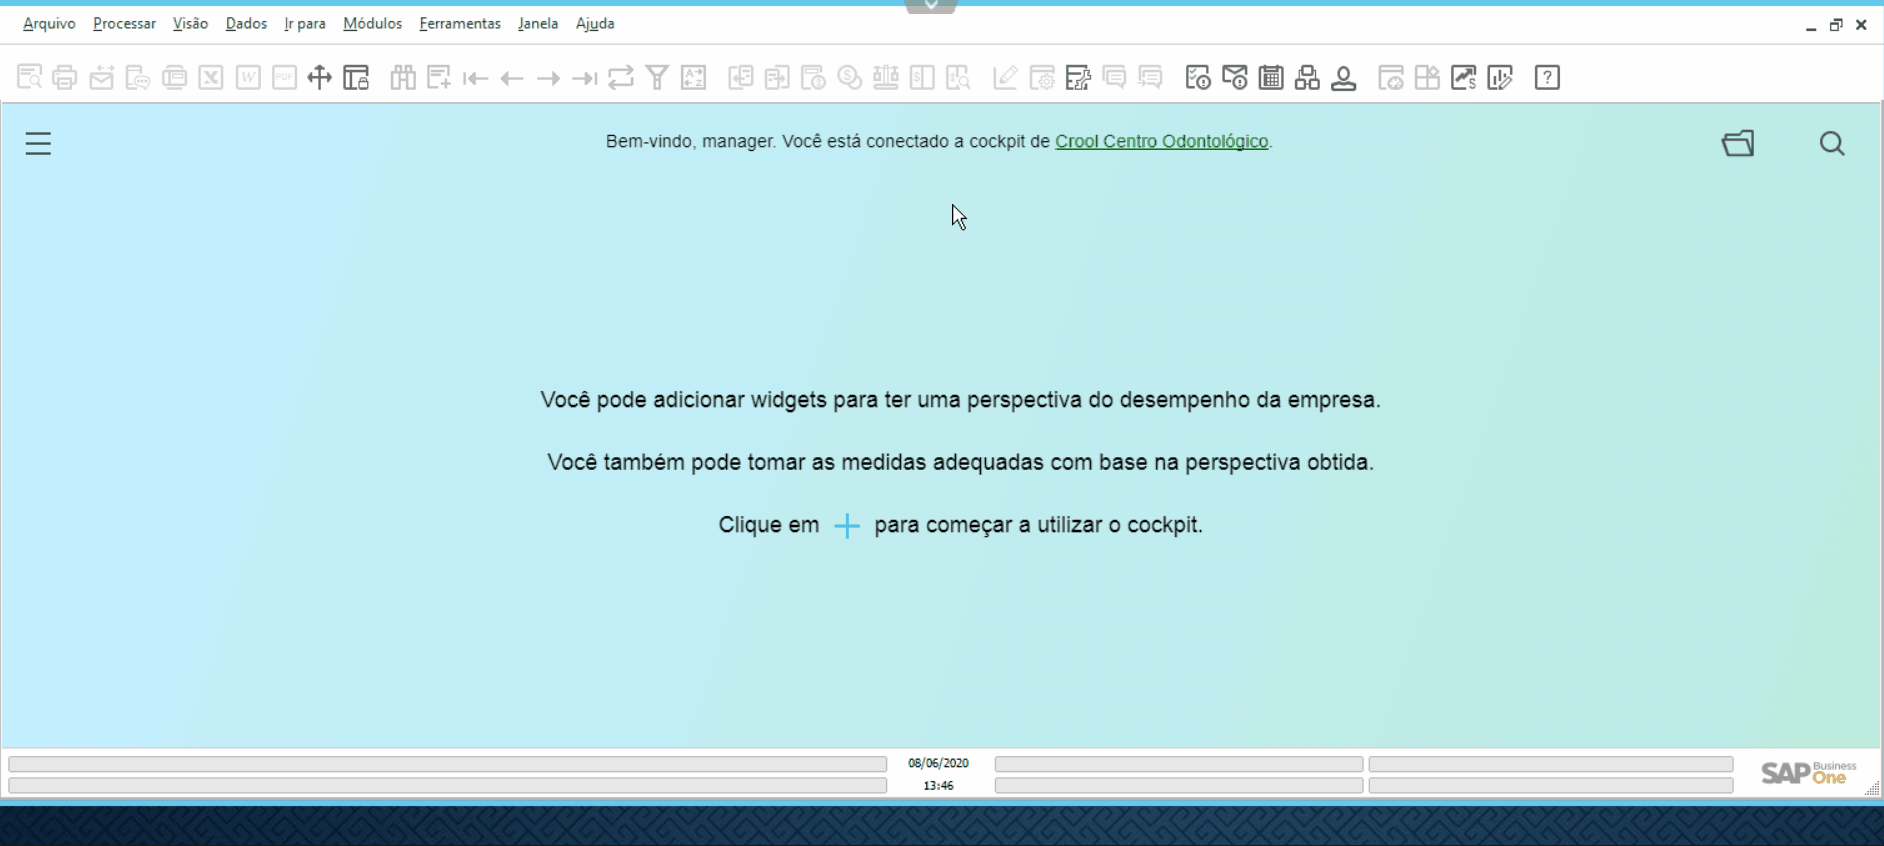 Arquivo Processar Visão Dados Ir para Módulos Ferramentas Janela Ajuda
Bem-vindo, manager. Você está conectado a cockpit de Crool Centro Odontológico.
Você pode adicionar widgets para ter uma perspectiva do desempenho da empresa.
Você também pode tomar as medidas adequadas com base na perspectiva obtida.
Clique em + para começar a utilizar o cockpit.
08/06/2020
13:46
SAP Business One